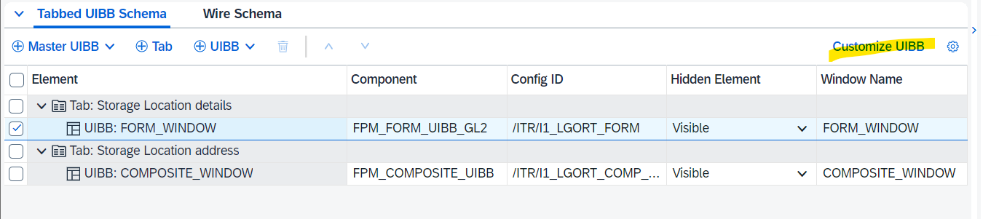 Tabbed UIBB Schema Wire Schema
Master UIBB Tab UIBB Customize UIBB
Element Component Config ID Hidden Element Window Name
Tab: Storage Location details
UIBB: FORM_WINDOW FPM_FORM_UIBB_GL2 /ITR/I1_LGORT_FORM Visible FORM_WINDOW
Tab: Storage Location address
UIBB: COMPOSITE_WINDOW FPM_COMPOSITE_UIBB /ITR/I1_LGORT_COMP_... Visible COMPOSITE_WINDOW